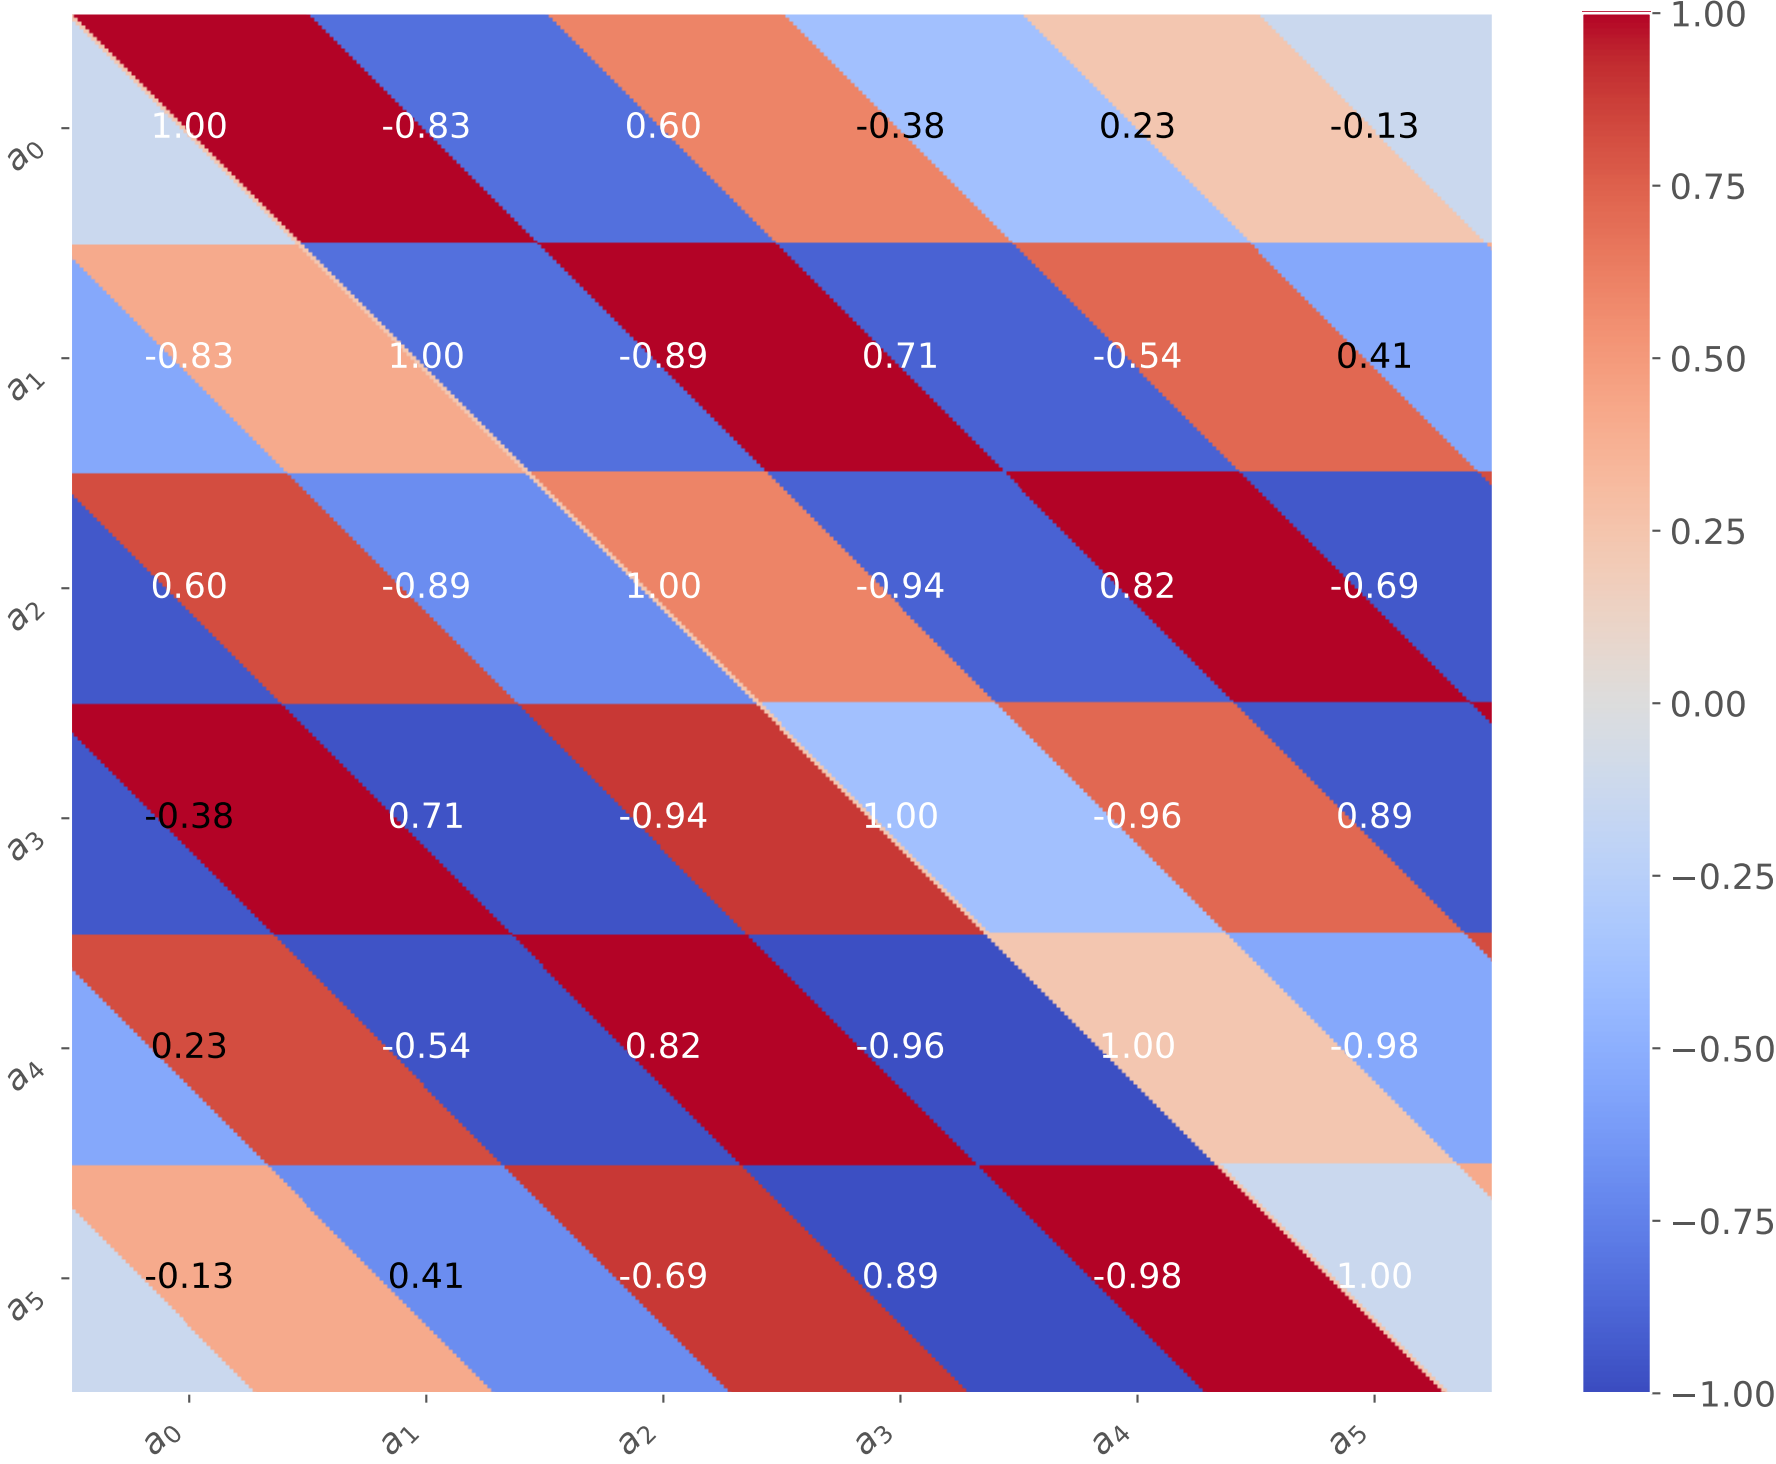 1.00
a0 1.00 -0.83 0.60 -0.38 0.23 -0.13
0.75
a1 -0.83 1.00 -0.89 0.71 -0.54 0.41
0.50
0.25
a2 0.60 -0.89 1.00 -0.94 0.82 -0.69
0.00
a3 -0.38 0.71 -0.94 1.00 -0.96 0.89
−0.25
a4 0.23 -0.54 0.82 -0.96 1.00 -0.98
−0.50
−0.75
a5 -0.13 0.41 -0.69 0.89 -0.98 1.00
−1.00
a0 a1 a2 a3 a4 a5